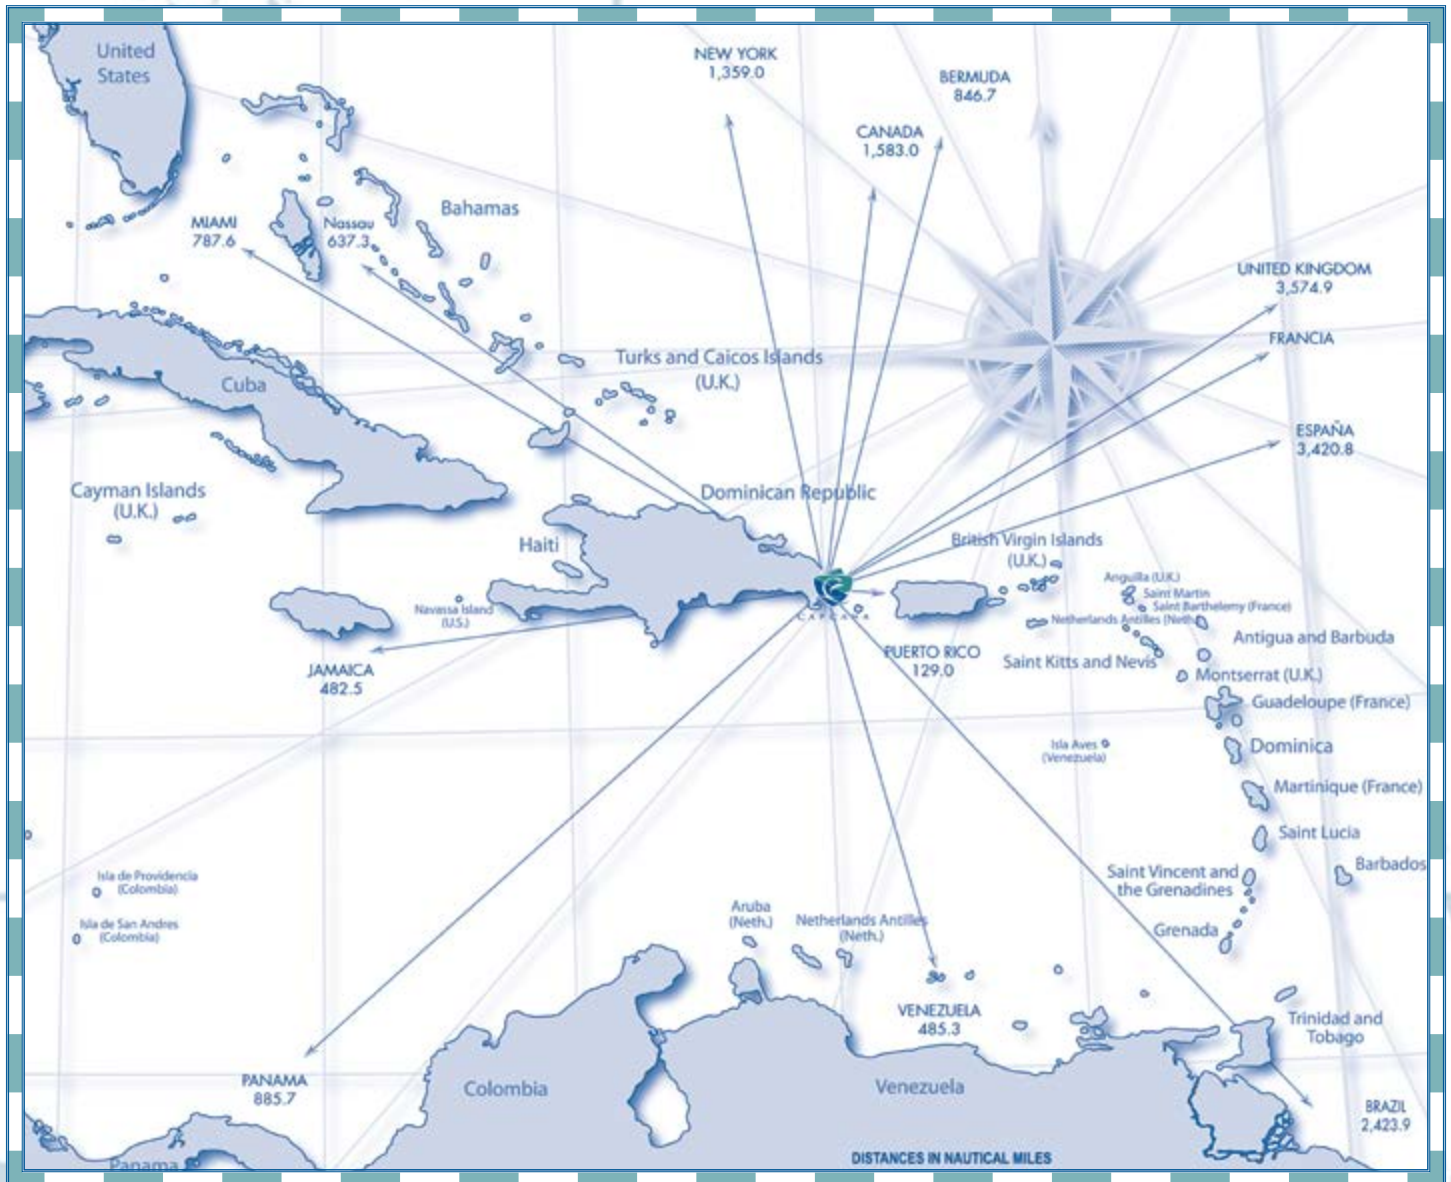 United
States
NEW YORK
1,359.0
BERMUDA
846.7
CANADA
1,583.0
Bahamas
MIAMI
787.6
Nassau
637.3
UNITED KINGDOM
3,574.9
FRANCIA
Turks and Caicos Islands
(U.K.)
Cuba
ESPAÑA
3,420.8
Cayman Islands
(U.K.)
Dominican Republic
Haiti
British Virgin Islands
(U.K.)
Anguilla (U.K.)
Saint Martin
Saint Barthelemy (France)
Navassa Island
(U.S.)
CAPCANA
Netherlands Antilles (Neth.)
Antigua and Barbuda
PUERTO RICO
129.0
Saint Kitts and Nevis
JAMAICA
482.5
Montserrat (U.K.)
Guadeloupe (France)
Isla Aves
(Venezuela)
Dominica
Martinique (France)
Saint Lucia
Barbados
Saint Vincent and
the Grenadines
Isla de Providencia
(Colombia)
Isla de San Andres
(Colombia)
Aruba
(Neth.)
Netherlands Antilles
(Neth.)
Grenada
VENEZUELA
485.3
Trinidad and
Tobago
PANAMA
885.7
Colombia
Venezuela
BRAZIL
2,423.9
Panama
DISTANCES IN NAUTICAL MILES